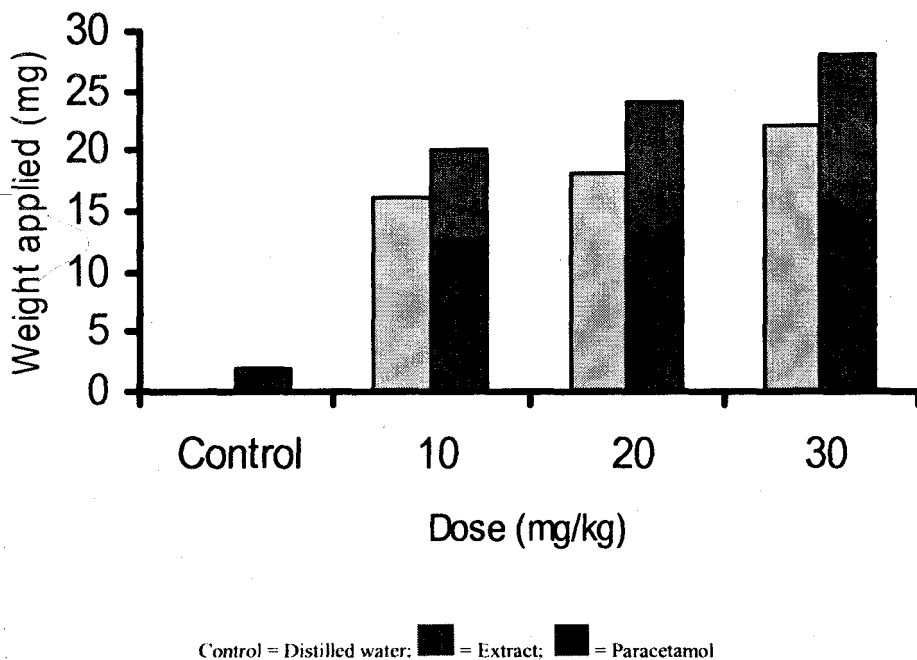 30
25
20
15
10
5
0
Weight applied (mg)
Control 10 20 30
Dose (mg/kg)
Control = Distilled water; = Extract; = Paracetamol